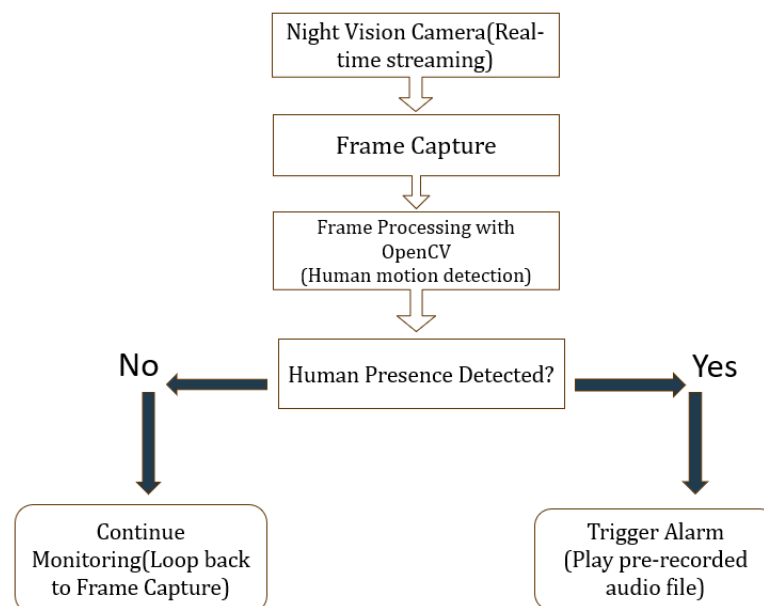 Night Vision Camera(Real-
time streaming)
Frame Capture
Frame Processing with
OpenCV
(Human motion detection)
Human Presence Detected?
No
Yes
Continue
Monitoring(Loop back
to Frame Capture)
Trigger Alarm
(Play pre-recorded
audio file)